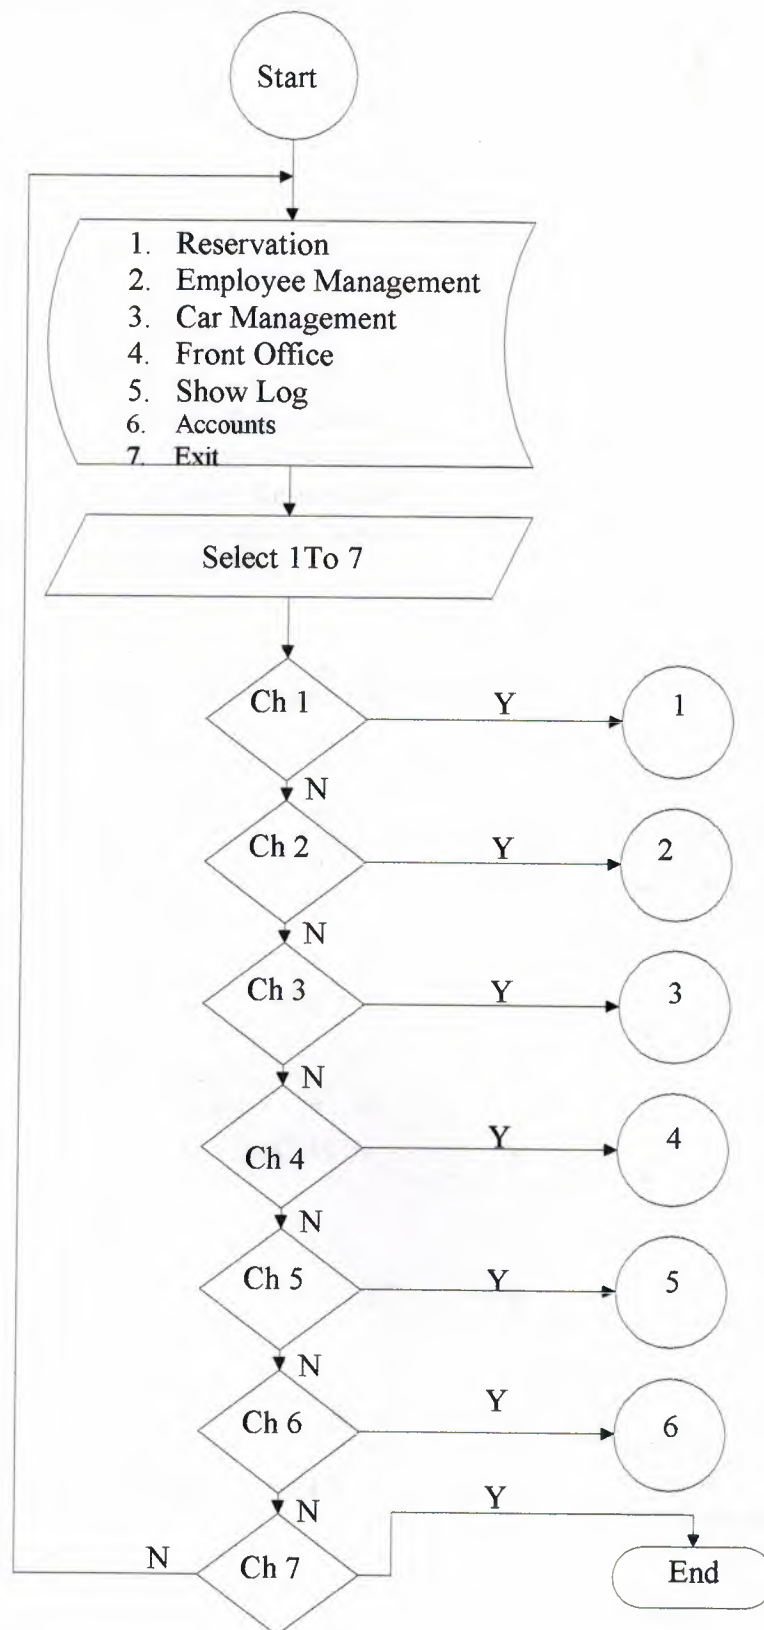 Start
1. Reservation
2. Employee Management
3. Car Management
4. Front Office
5. Show Log
6. Accounts
7. Exit
Select 1To 7
Ch 1
Y
1
N
Ch 2
Y
2
N
Ch 3
Y
3
N
Ch 4
Y
4
N
Ch 5
Y
5
N
Ch 6
Y
6
N
Y
N
Ch 7
End